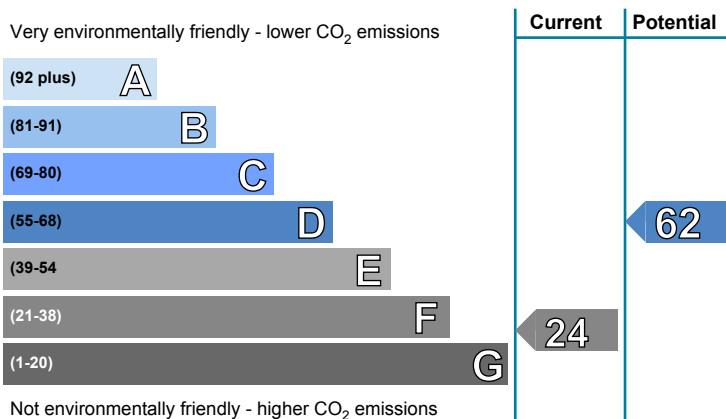 Very environmentally friendly - lower CO2 emissions
Current
Potential
(92 plus) A
(81-91) B
(69-80) C
(55-68) D
62
(39-54 E
(21-38) F
24
(1-20) G
Not environmentally friendly - higher CO2 emissions